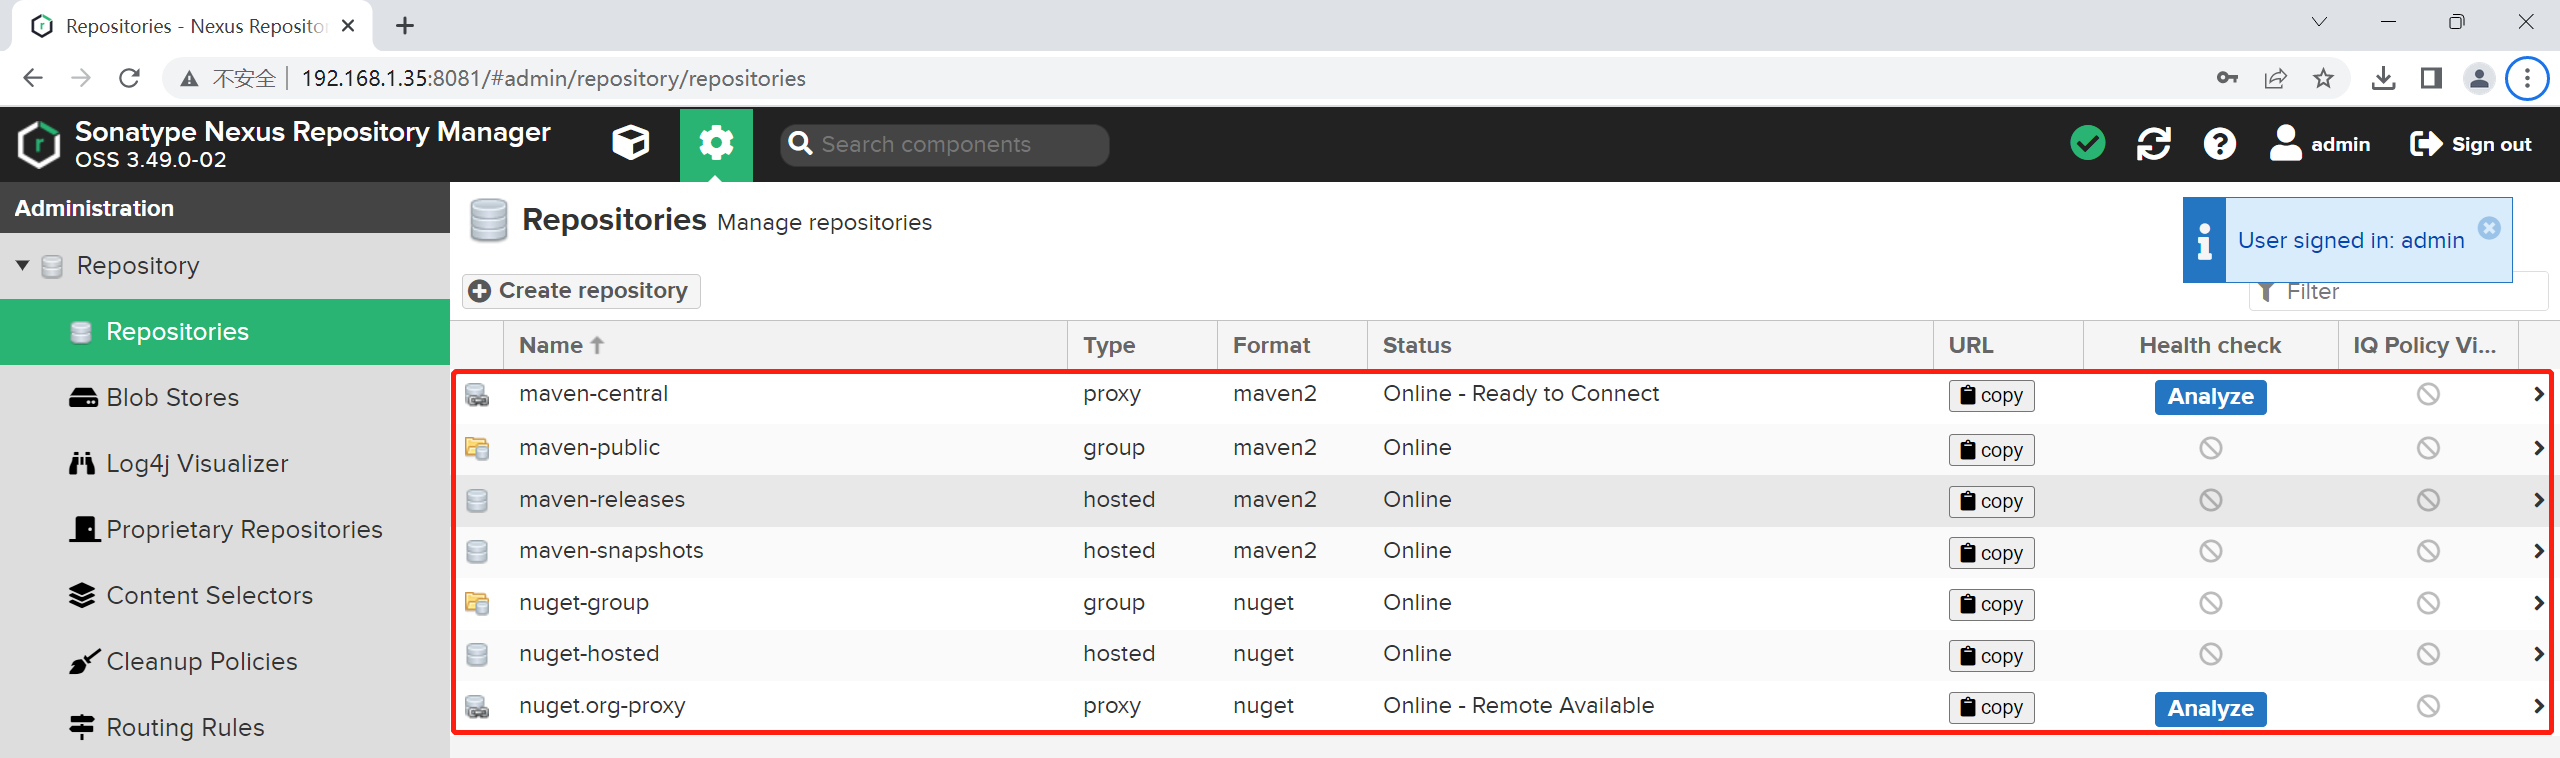 Repositories - Nexus Reposito
不安全 192.168.1.35:8081/#admin/repository/repositories
Sonatype Nexus Repository Manager
OSS 3.49.0-02
Search components
admin
Sign out
Administration
Repository
Repositories
Blob Stores
Log4j Visualizer
Proprietary Repositories
Content Selectors
Cleanup Policies
Routing Rules
Repositories Manage repositories
User signed in: admin
Create repository
Filter
Name Type Format Status URL Health check IQ Policy Vi...
maven-central proxy maven2 Online - Ready to Connect copy Analyze
maven-public group maven2 Online copy
maven-releases hosted maven2 Online copy
maven-snapshots hosted maven2 Online copy
nuget-group group nuget Online copy
nuget-hosted hosted nuget Online copy
nuget.org-proxy proxy nuget Online - Remote Available copy Analyze